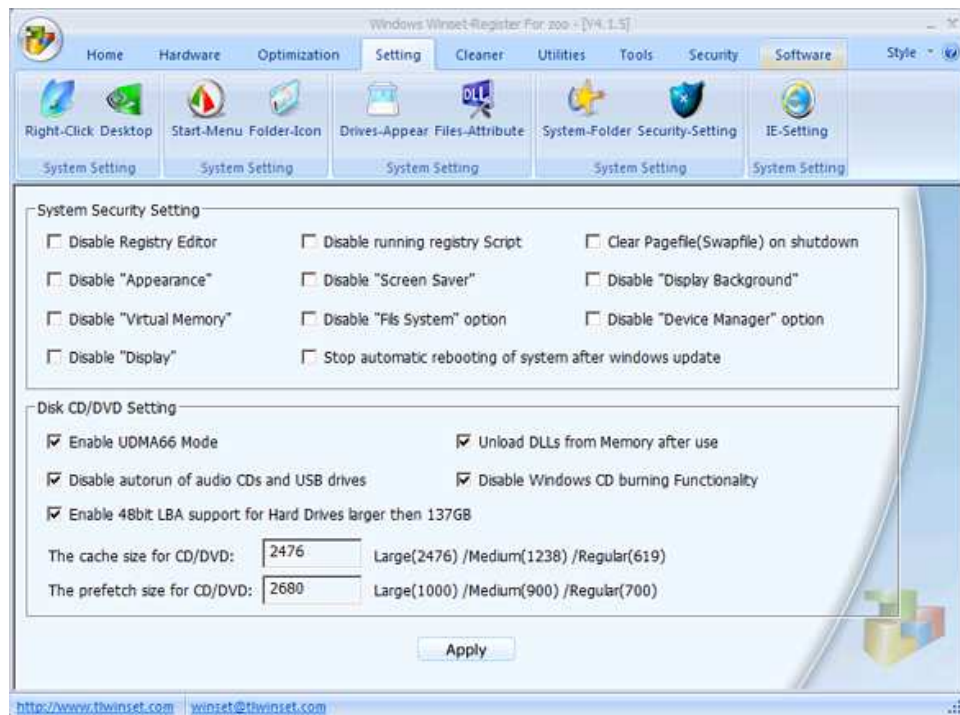 Windows Winset-Register For zoo - [V4.1.5]
Home Hardware Optimization Setting Cleaner Utilities Tools Security Software Style
Right-Click Desktop Start-Menu Folder-Icon Drives-Appear Files-Attribute System-Folder Security-Setting IE-Setting
System Setting System Setting System Setting System Setting System Setting
System Security Setting
Disable Registry Editor Disable running registry Script Clear Pagefile(Swapfile) on shutdown
Disable "Appearance" Disable "Screen Saver" Disable "Display Background"
Disable "Virtual Memory" Disable "Fils System" option Disable "Device Manager" option
Disable "Display" Stop automatic rebooting of system after windows update
Disk CD/DVD Setting
Enable UDMA66 Mode Unload DLLs from Memory after use
Disable autorun of audio CDs and USB drives Disable Windows CD burning Functionality
Enable 48bit LBA support for Hard Drives larger then 137GB
The cache size for CD/DVD: 2476 Large(2476) /Medium(1238) /Regular(619)
The prefetch size for CD/DVD: 2680 Large(1000) /Medium(900) /Regular(700)
Apply
http://www.tlwinset.com winset@tlwinset.com